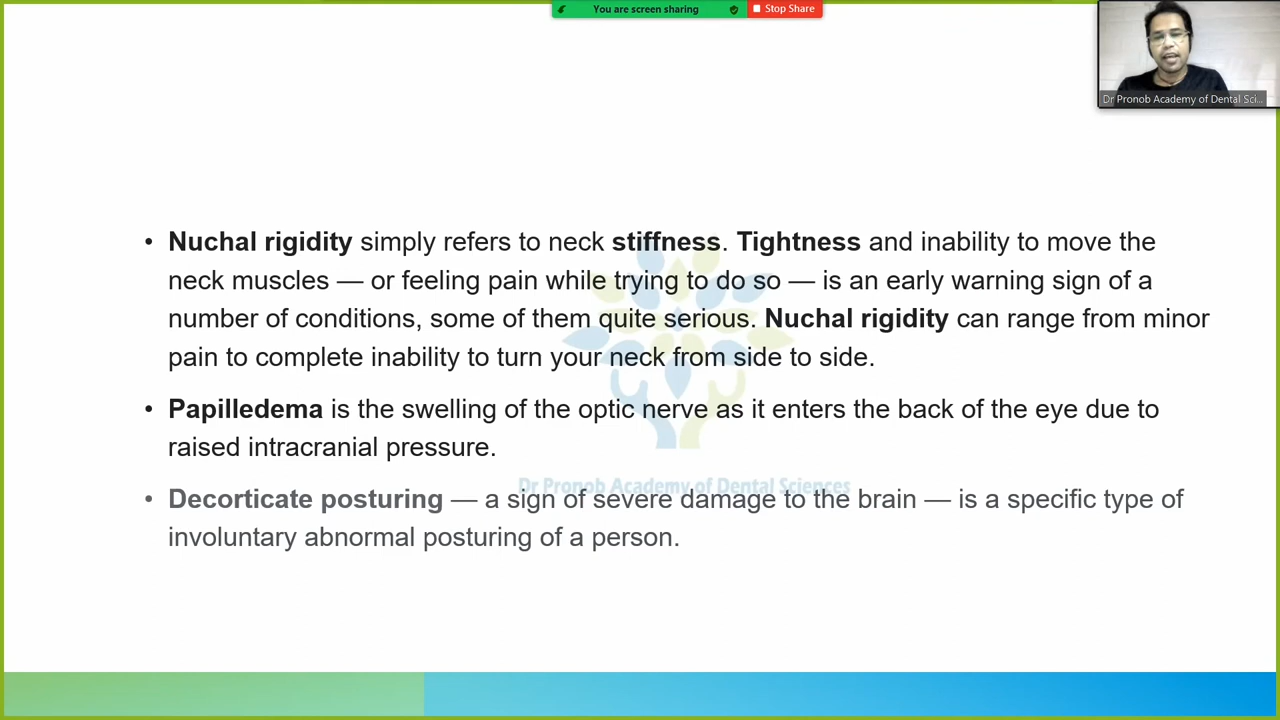 You are screen sharing
Stop Share
Dr Pronob Academy of Dental Sci...
• Nuchal rigidity simply refers to neck stiffness. Tightness and inability to move the
neck muscles — or feeling pain while trying to do so — is an early warning sign of a
number of conditions, some of them quite serious. Nuchal rigidity can range from minor
pain to complete inability to turn your neck from side to side.
• Papilledema is the swelling of the optic nerve as it enters the back of the eye due to
raised intracranial pressure.
Dr Pronob Academy of Dental Sciences
• Decorticate posturing — a sign of severe damage to the brain — is a specific type of
involuntary abnormal posturing of a person.